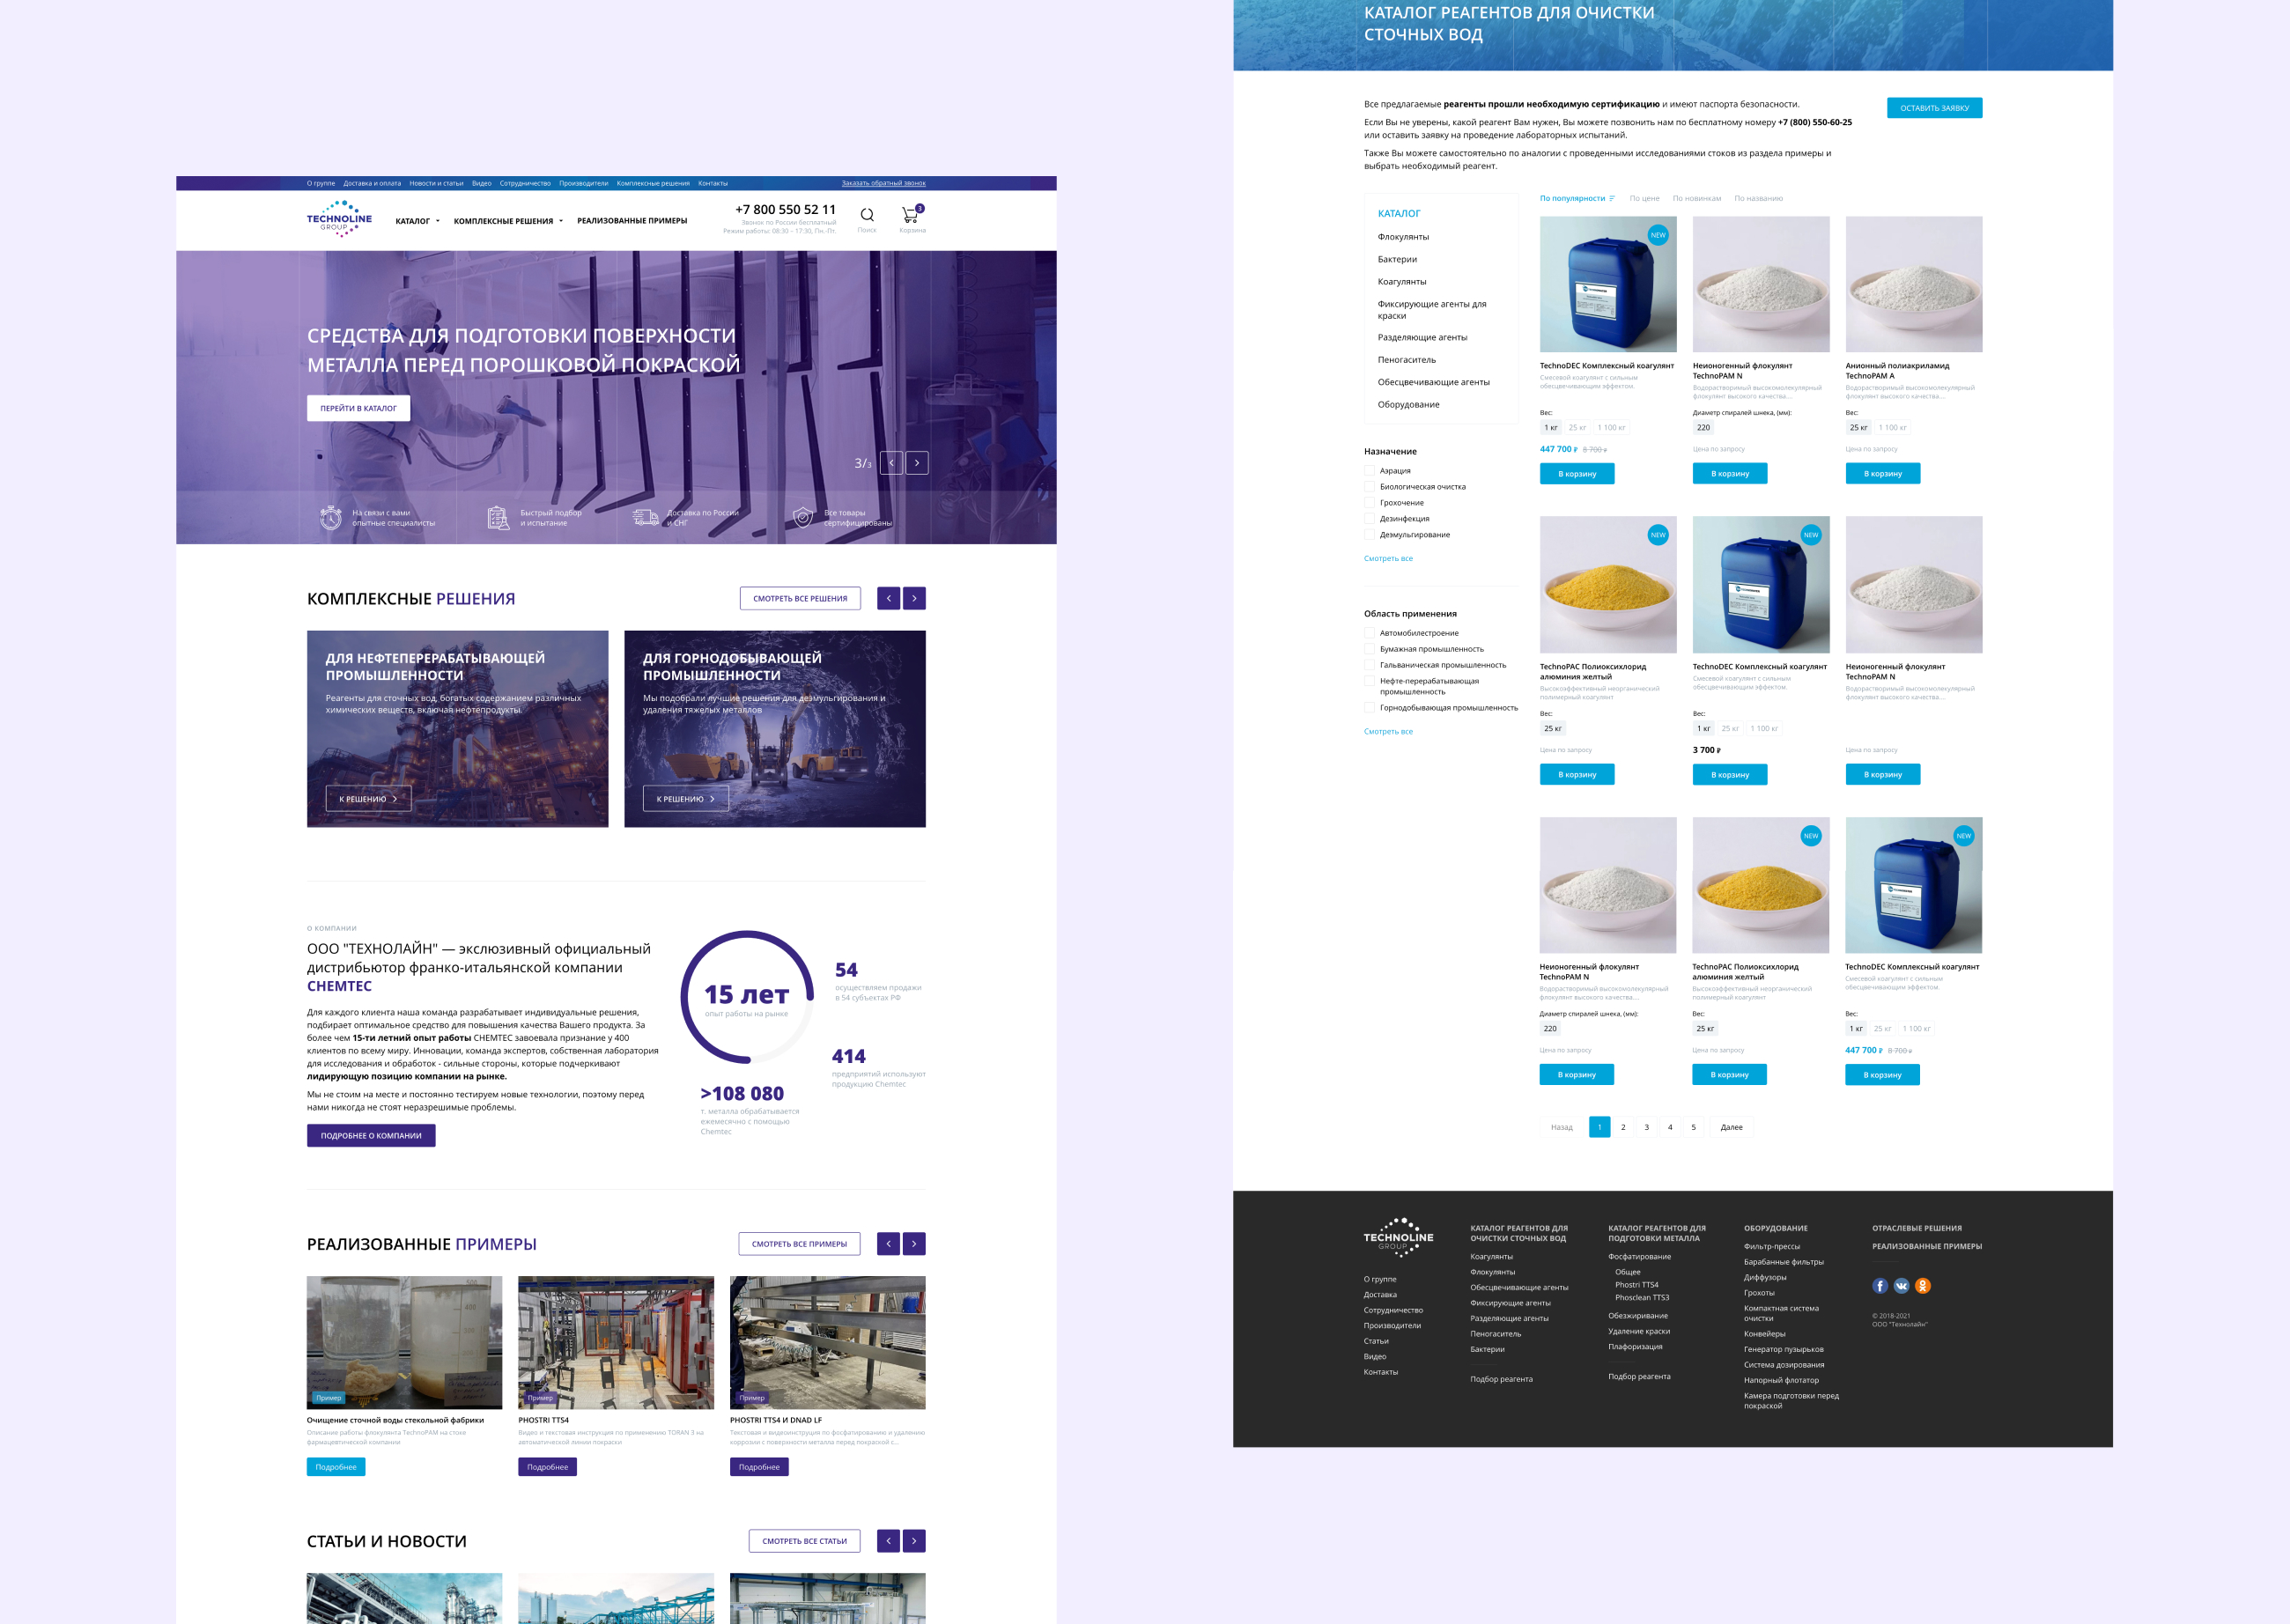 О группе Доставка и оплата Новости и статьи Видео Сотрудничество Производители Комплексные решения Контакты Заказать обратный звонок
TECHNOLINE
GROUP
КАТАЛОГ КОМПЛЕКСНЫЕ РЕШЕНИЯ РЕАЛИЗОВАННЫЕ ПРИМЕРЫ
+7 800 550 52 11
Звонок по России бесплатный
Режим работы: 08:30 – 17:30, Пн.-Пт.
Поиск
3
Корзина
СРЕДСТВА ДЛЯ ПОДГОТОВКИ ПОВЕРХНОСТИ
МЕТАЛЛА ПЕРЕД ПОРОШКОВОЙ ПОКРАСКОЙ
ПЕРЕЙТИ В КАТАЛОГ
3/3
На связи с вами
опытные специалисты
Быстрый подбор
и испытание
Доставка по России
и СНГ
Все товары
сертифицированы
КОМПЛЕКСНЫЕ РЕШЕНИЯ
СМОТРЕТЬ ВСЕ РЕШЕНИЯ
ДЛЯ НЕФТЕПЕРЕРАБАТЫВАЮЩЕЙ
ПРОМЫШЛЕННОСТИ
Реагенты для сточных вод, богатых содержанием различных
химических веществ, включая нефтепродукты.
К РЕШЕНИЮ
ДЛЯ ГОРНОДОБЫВАЮЩЕЙ
ПРОМЫШЛЕННОСТИ
Мы подобрали лучшие решения для деэмульгирования и
удаления тяжелых металлов
К РЕШЕНИЮ
О КОМПАНИИ
ООО "ТЕХНОЛАЙН" — эксллюзивный официальный
дистрибьютор франко-итальянской компании
CHEMTEC
Для каждого клиента наша команда разрабатывает индивидуальные решения,
подбирает оптимальное средство для повышения качества Вашего продукта. За
более чем 15-ти летний опыт работы CHEMTEC завоевала признание у 400
клиентов по всему миру. Инновации, команда экспертов, собственная лаборатория
для исследования и обработок - сильные стороны, которые подчеркивают
лидирующую позицию компании на рынке.
Мы не стоим на месте и постоянно тестируем новые технологии, поэтому перед
нами никогда не стоят неразрешимые проблемы.
ПОДРОБНЕЕ О КОМПАНИИ
15 лет
опыт работы на рынке
54
осуществляем продажи
в 54 субъектах РФ
414
предприятий используют
продукцию Chemtec
>108 080
т. металла обрабатывается
ежемесячно с помощью
Chemtec
РЕАЛИЗОВАННЫЕ ПРИМЕРЫ
СМОТРЕТЬ ВСЕ ПРИМЕРЫ
Пример
Очищение сточной воды стекольной фабрики
Описание работы флокулянта TechnoPAM на стоке
фармацевтической компании
Подробнее
Пример
PHOSTRI TTS4
Видео и текстовая инструкция по применению TORAN 3 на
автоматической линии покраски
Подробнее
Пример
PHOSTRI TTS4 И DNAD LF
Текстовая и видеоинструкция по фосфатированию и удалению
коррозии с поверхности металла перед покраской с...
Подробнее
СТАТЬИ И НОВОСТИ
СМОТРЕТЬ ВСЕ СТАТЬИ
КАТАЛОГ РЕАГЕНТОВ ДЛЯ ОЧИСТКИ
СТОЧНЫХ ВОД
Все предлагаемые реагенты прошли необходимую сертификацию и имеют паспорта безопасности.
Если Вы не уверены, какой реагент Вам нужен, Вы можете позвонить нам по бесплатному номеру +7 (800) 550-60-25
или оставить заявку на проведение лабораторных испытаний.
Также Вы можете самостоятельно по аналогии с проведенными исследованиями стоков из раздела примеры и
выбрать необходимый реагент.
ОСТАВИТЬ ЗАЯВКУ
КАТАЛОГ
Флокулянты
Бактерии
Коагулянты
Фиксирующие агенты для
краски
Разделяющие агенты
Пеногаситель
Обесцвечивающие агенты
Оборудование
Назначение
Аэрация
Биологическая очистка
Грохочение
Дезинфекция
Деэмульгирование
Смотреть все
Область применения
Автомобилестроение
Бумажная промышленность
Гальваническая промышленность
Нефте-перерабатывающая
промышленность
Горнодобывающая промышленность
Смотреть все
По популярности По цене По новинкам По названию
NEW
TechnoDEC Комплексный коагулянт
Смесевой коагулянт с сильным
обесцвечивающим эффектом.
Вес:
1 кг 25 кг 1 100 кг
447 700 ₽ 8 700 ₽
В корзину
Неионогенный флокулянт
TechnoPAM N
Водорастворимый высокомолекулярный
флокулянт высокого качества....
Диаметр спиралей шнека, (мм):
220
Цена по запросу
В корзину
Анионный полиакриламид
TechnoPAM A
Водорастворимый высокомолекулярный
флокулянт высокого качества....
Вес:
25 кг 1 100 кг
Цена по запросу
В корзину
NEW
TechnoPAC Полиоксихлорид
алюминия желтый
Высокоэффективный неорганический
полимерный коагулянт
Вес:
25 кг
Цена по запросу
В корзину
NEW
TechnoDEC Комплексный коагулянт
Смесевой коагулянт с сильным
обесцвечивающим эффектом.
Вес:
1 кг 25 кг 1 100 кг
3 700 ₽
В корзину
Неионогенный флокулянт
TechnoPAM N
Водорастворимый высокомолекулярный
флокулянт высокого качества....
Цена по запросу
В корзину
Неионогенный флокулянт
TechnoPAM N
Водорастворимый высокомолекулярный
флокулянт высокого качества....
Диаметр спиралей шнека, (мм):
220
Цена по запросу
В корзину
NEW
TechnoPAC Полиоксихлорид
алюминия желтый
Высокоэффективный неорганический
полимерный коагулянт
Вес:
25 кг
Цена по запросу
В корзину
NEW
TechnoDEC Комплексный коагулянт
Смесевой коагулянт с сильным
обесцвечивающим эффектом.
Вес:
1 кг 25 кг 1 100 кг
447 700 ₽ 8 700 ₽
В корзину
Назад 1 2 3 4 5 Далее
TECHNOLINE
GROUP
О группе
Доставка
Сотрудничество
Производители
Статьи
Видео
Контакты
КАТАЛОГ РЕАГЕНТОВ ДЛЯ
ОЧИСТКИ СТОЧНЫХ ВОД
Коагулянты
Флокулянты
Обесцвечивающие агенты
Фиксирующие агенты
Разделяющие агенты
Пеногаситель
Бактерии
Подбор реагента
КАТАЛОГ РЕАГЕНТОВ ДЛЯ
ПОДГОТОВКИ МЕТАЛЛА
Фосфатирование
Общее
Phostri TTS4
Phosclean TTS3
Обезжиривание
Удаление краски
Плафоризация
Подбор реагента
ОБОРУДОВАНИЕ
Фильтр-прессы
Барабанные фильтры
Диффузоры
Грохоты
Компактная система
очистки
Конвейеры
Генератор пузырьков
Система дозирования
Напорный флотатор
Камера подготовки перед
покраской
ОТРАСЛЕВЫЕ РЕШЕНИЯ
РЕАЛИЗОВАННЫЕ ПРИМЕРЫ
© 2018-2021
ООО "Технолайн"